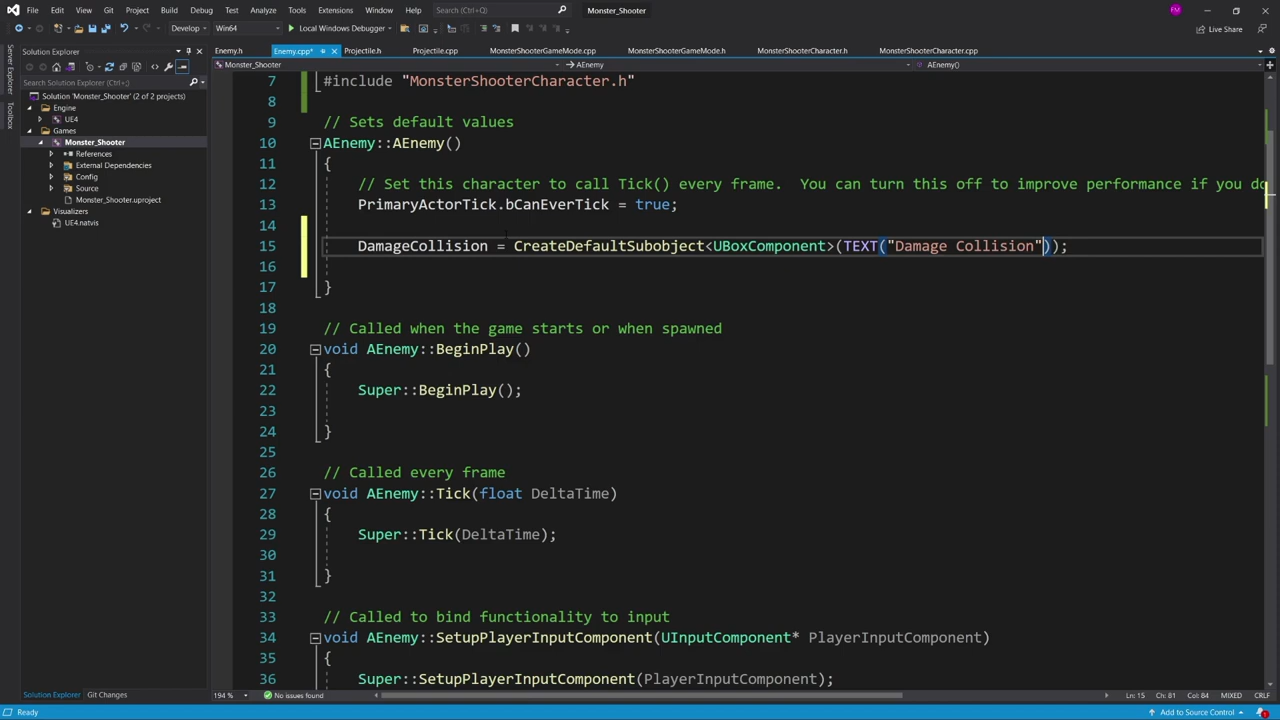 File Edit View Git Project Build Debug Test Analyze Tools Extensions Window Help Search (Ctrl+Q) Monster_Shooter FM
Develop Win64 Local Windows Debugger Live Share
Server Explorer
Toolbox
Solution Explorer
Search Solution Explorer (Ctrl+;)
Solution 'Monster_Shooter' (2 of 2 projects)
Engine
UE4
Games
Monster_Shooter
References
External Dependencies
Config
Source
Monster_Shooter.uproject
Visualizers
UE4.natvis
Enemy.h Enemy.cpp* Projectile.h Projectile.cpp MonsterShooterGameMode.cpp MonsterShooterGameMode.h MonsterShooterCharacter.h MonsterShooterCharacter.cpp
Monster_Shooter AEnemy AEnemy()
7 #include "MonsterShooterCharacter.h"
8
9 // Sets default values
10 AEnemy::AEnemy()
11 {
12 // Set this character to call Tick() every frame.  You can turn this off to improve performance if you do
13 PrimaryActorTick.bCanEverTick = true;
14
15 DamageCollision = CreateDefaultSubobject<UBoxComponent>(TEXT("Damage Collision"));
16
17 }
18
19 // Called when the game starts or when spawned
20 void AEnemy::BeginPlay()
21 {
22 Super::BeginPlay();
23
24 }
25
26 // Called every frame
27 void AEnemy::Tick(float DeltaTime)
28 {
29 Super::Tick(DeltaTime);
30
31 }
32
33 // Called to bind functionality to input
34 void AEnemy::SetupPlayerInputComponent(UInputComponent* PlayerInputComponent)
35 {
36 Super::SetupPlayerInputComponent(PlayerInputComponent);
Solution Explorer Git Changes
194 % No issues found Ln: 15 Ch: 81 Col: 84 MIXED CRLF
Ready Add to Source Control 1